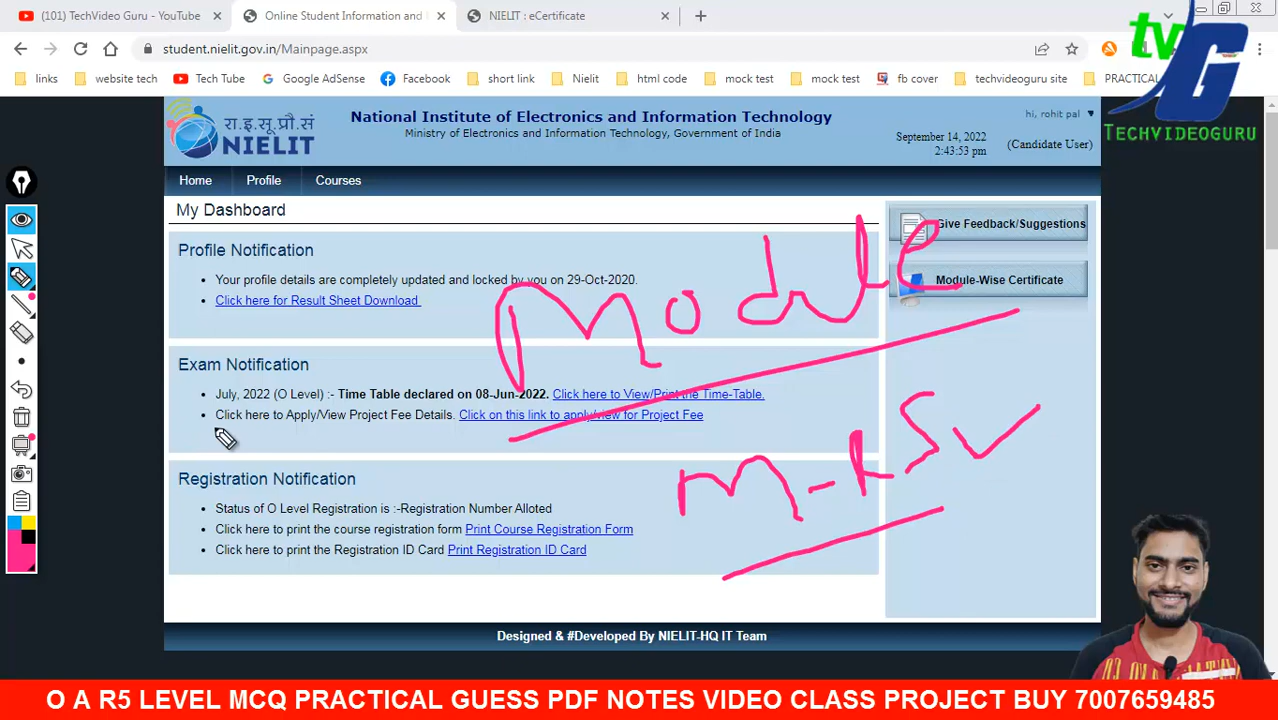 (101) TechVideo Guru - YouTube
Online Student Information and
NIELIT : eCertificate
student.nielit.gov.in/Mainpage.aspx
links
website tech
Tech Tube
Google AdSense
Facebook
short link
Nielit
html code
mock test
mock test
fb cover
techvideoguru site
PRACTICAL
tv G
TECHVIDEOGURU
रा.इ.सू.प्रौ.सं
NIELIT
National Institute of Electronics and Information Technology
Ministry of Electronics and Information Technology, Government of India
hi, rohit pal
September 14, 2022
2:43:53 pm
(Candidate User)
Home
Profile
Courses
My Dashboard
Profile Notification
Your profile details are completely updated and locked by you on 29-Oct-2020.
Click here for Result Sheet Download.
Exam Notification
July, 2022 (O Level) :- Time Table declared on 08-Jun-2022. Click here to View/Print the Time-Table.
Click here to Apply/View Project Fee Details. Click on this link to apply/view for Project Fee
Registration Notification
Status of O Level Registration is :-Registration Number Alloted
Click here to print the course registration form Print Course Registration Form
Click here to print the Registration ID Card Print Registration ID Card
Give Feedback/Suggestions
Module-Wise Certificate
Module
M-R5
Designed & #Developed By NIELIT-HQ IT Team
O A R5 LEVEL MCQ PRACTICAL GUESS PDF NOTES VIDEO CLASS PROJECT BUY 7007659485